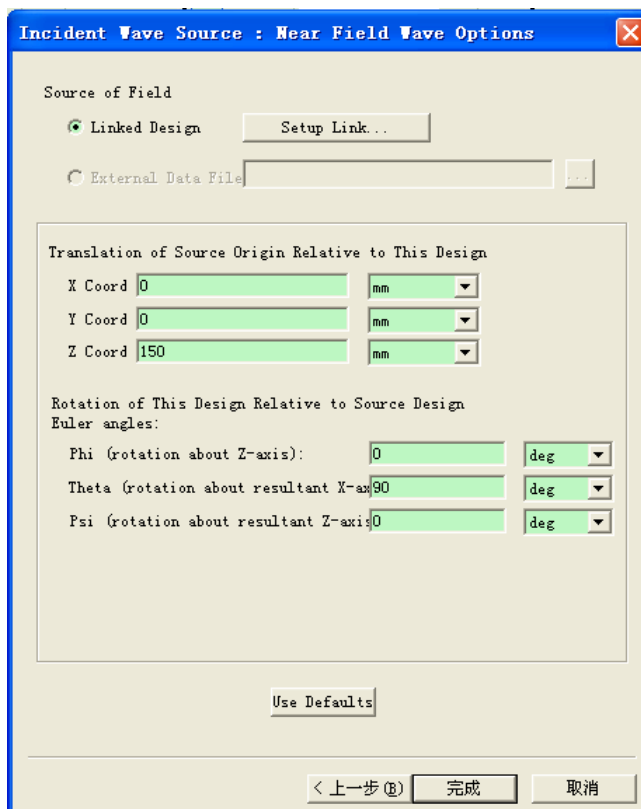 Incident Wave Source : Near Field Wave Options
Source of Field
Linked Design Setup Link...
External Data File ...
Translation of Source Origin Relative to This Design
X Coord 0 mm
Y Coord 0 mm
Z Coord 150 mm
Rotation of This Design Relative to Source Design
Euler angles:
Phi (rotation about Z-axis): 0 deg
Theta (rotation about resultant X-ax 90 deg
Psi (rotation about resultant Z-axis 0 deg
Use Defaults
< 上一步(B) 完成 取消